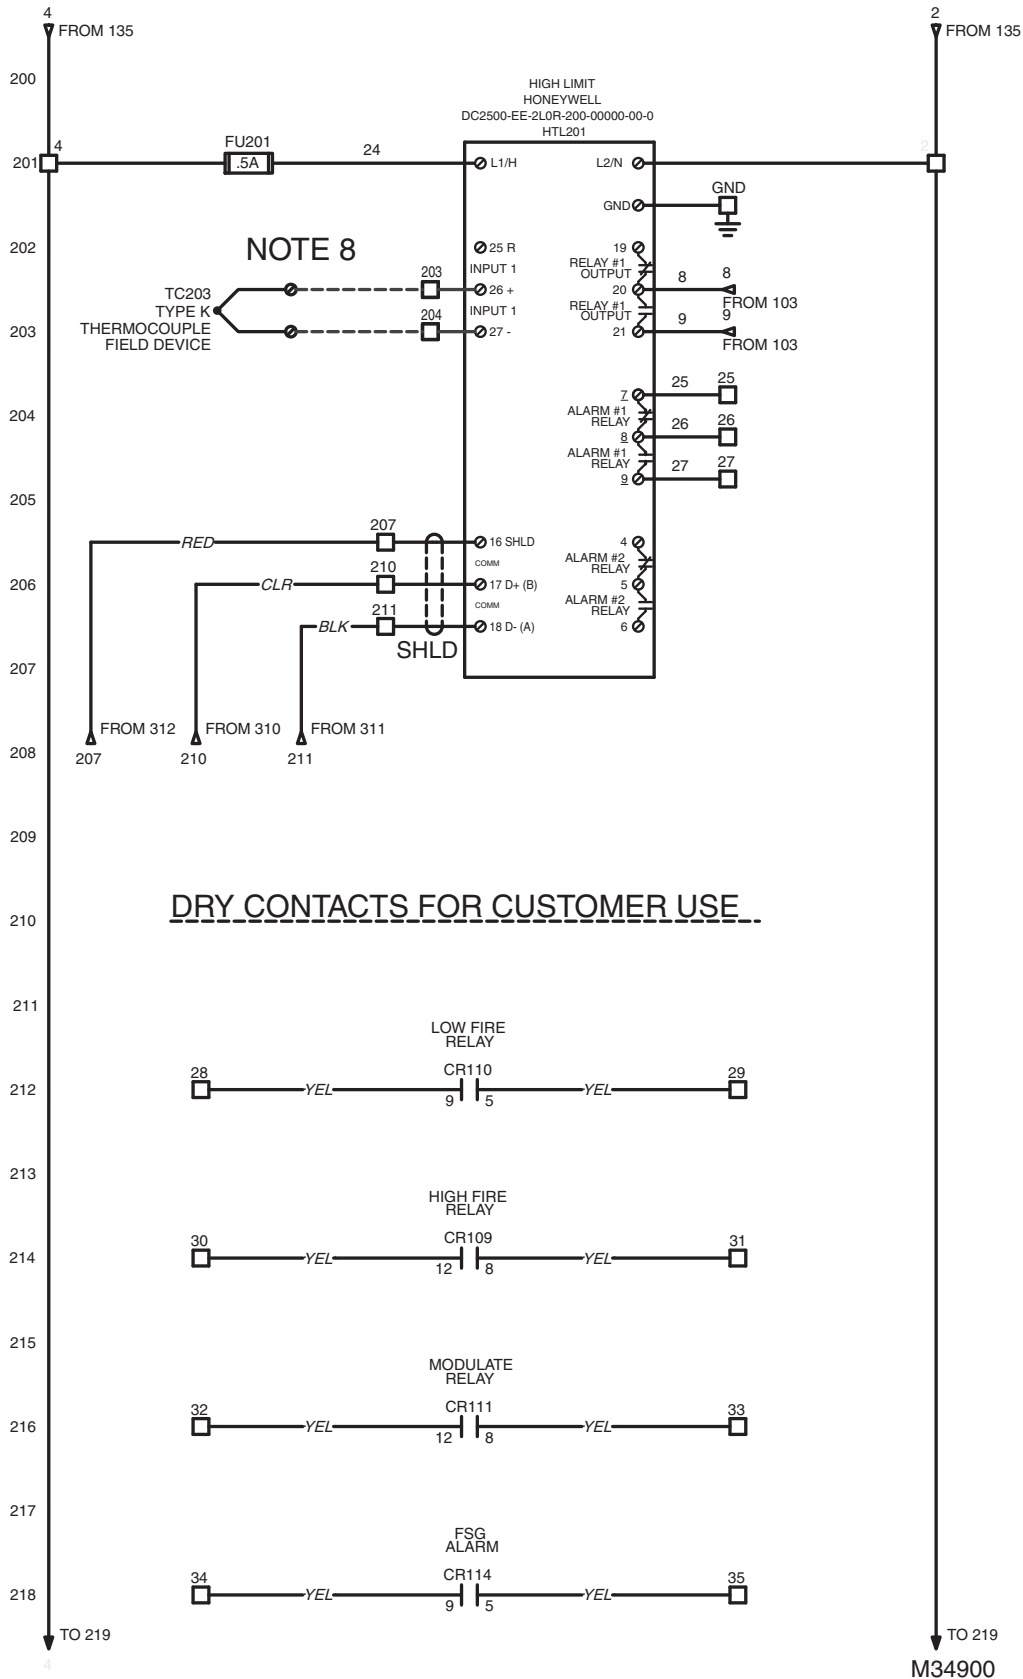 4
FROM 135
2
FROM 135
200
HIGH LIMIT
HONEYWELL
DC2500-EE-2L0R-200-00000-00-0
HTL201
201
4
FU201
.5A
24
L1/H
L2/N
2
GND
GND
202
NOTE 8
25 R
19
INPUT 1
RELAY #1
OUTPUT
203
26 +
20
8
8
FROM 103
TC203
TYPE K
THERMOCOUPLE
FIELD DEVICE
INPUT 1
RELAY #1
OUTPUT
203
204
27 -
21
9
9
FROM 103
7
25
25
204
ALARM #1
RELAY
8
26
26
ALARM #1
RELAY
9
27
27
205
RED
207
16 SHLD
4
COMM
ALARM #2
RELAY
206
CLR
210
17 D+ (B)
5
COMM
ALARM #2
RELAY
BLK
211
18 D- (A)
6
SHLD
207
FROM 312
FROM 310
FROM 311
208
207
210
211
209
DRY CONTACTS FOR CUSTOMER USE
210
211
LOW FIRE
RELAY
212
28
YEL
CR110
9
5
YEL
29
213
HIGH FIRE
RELAY
214
30
YEL
CR109
12
8
YEL
31
215
MODULATE
RELAY
216
32
YEL
CR111
12
8
YEL
33
217
FSG
ALARM
218
34
YEL
CR114
9
5
YEL
35
TO 219
4
TO 219
M34900